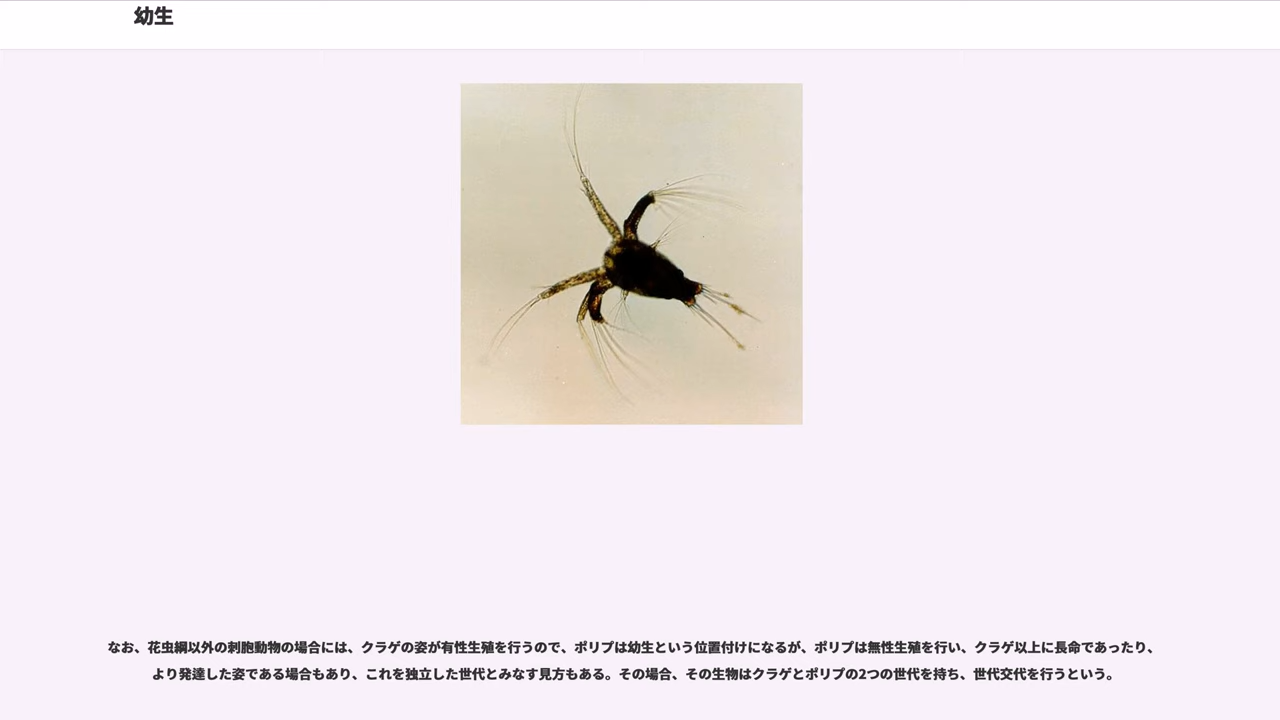 幼生
なお、花虫綱以外の刺胞動物の場合には、クラゲの姿が有性生殖を行うので、ポリプは幼生という位置付けになるが、ポリプは無性生殖を行い、クラゲ以上に長命であったり、
より発達した姿である場合もあり、これを独立した世代とみなす見方もある。その場合、その生物はクラゲとポリプの2つの世代を持ち、世代交代を行うという。